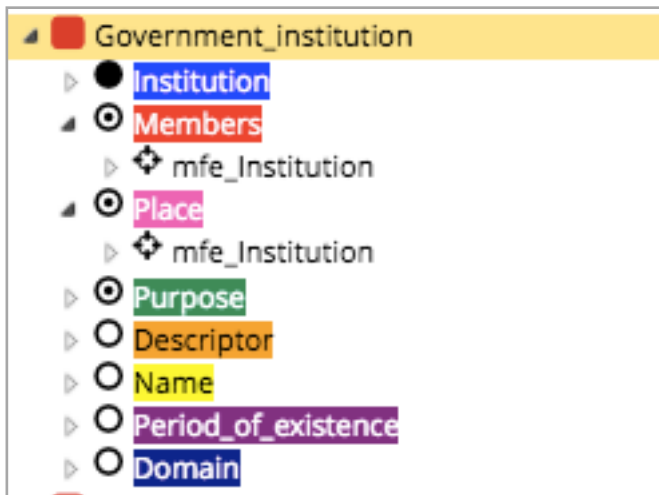 Government_institution
Institution
Members
mfe_Institution
Place
mfe_Institution
Purpose
Descriptor
Name
Period_of_existence
Domain